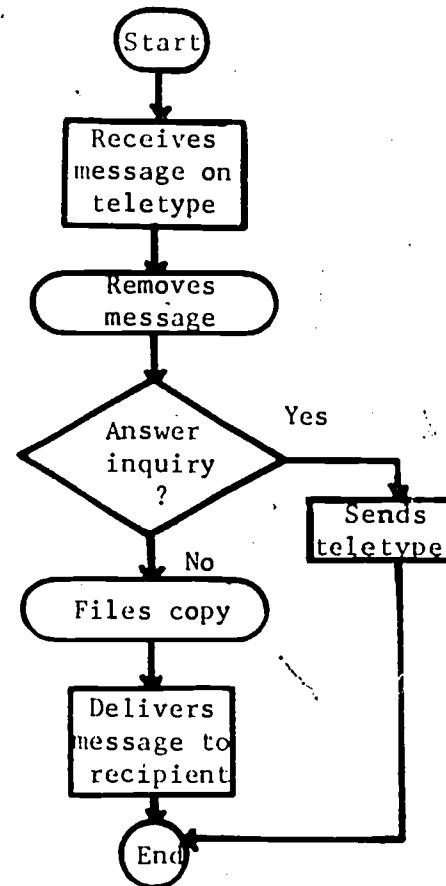 Start
Receives
message on
teletype
Removes
message
Answer
inquiry
?
Yes
Sends
teletype
No
Files copy
Delivers
message to
recipient
End